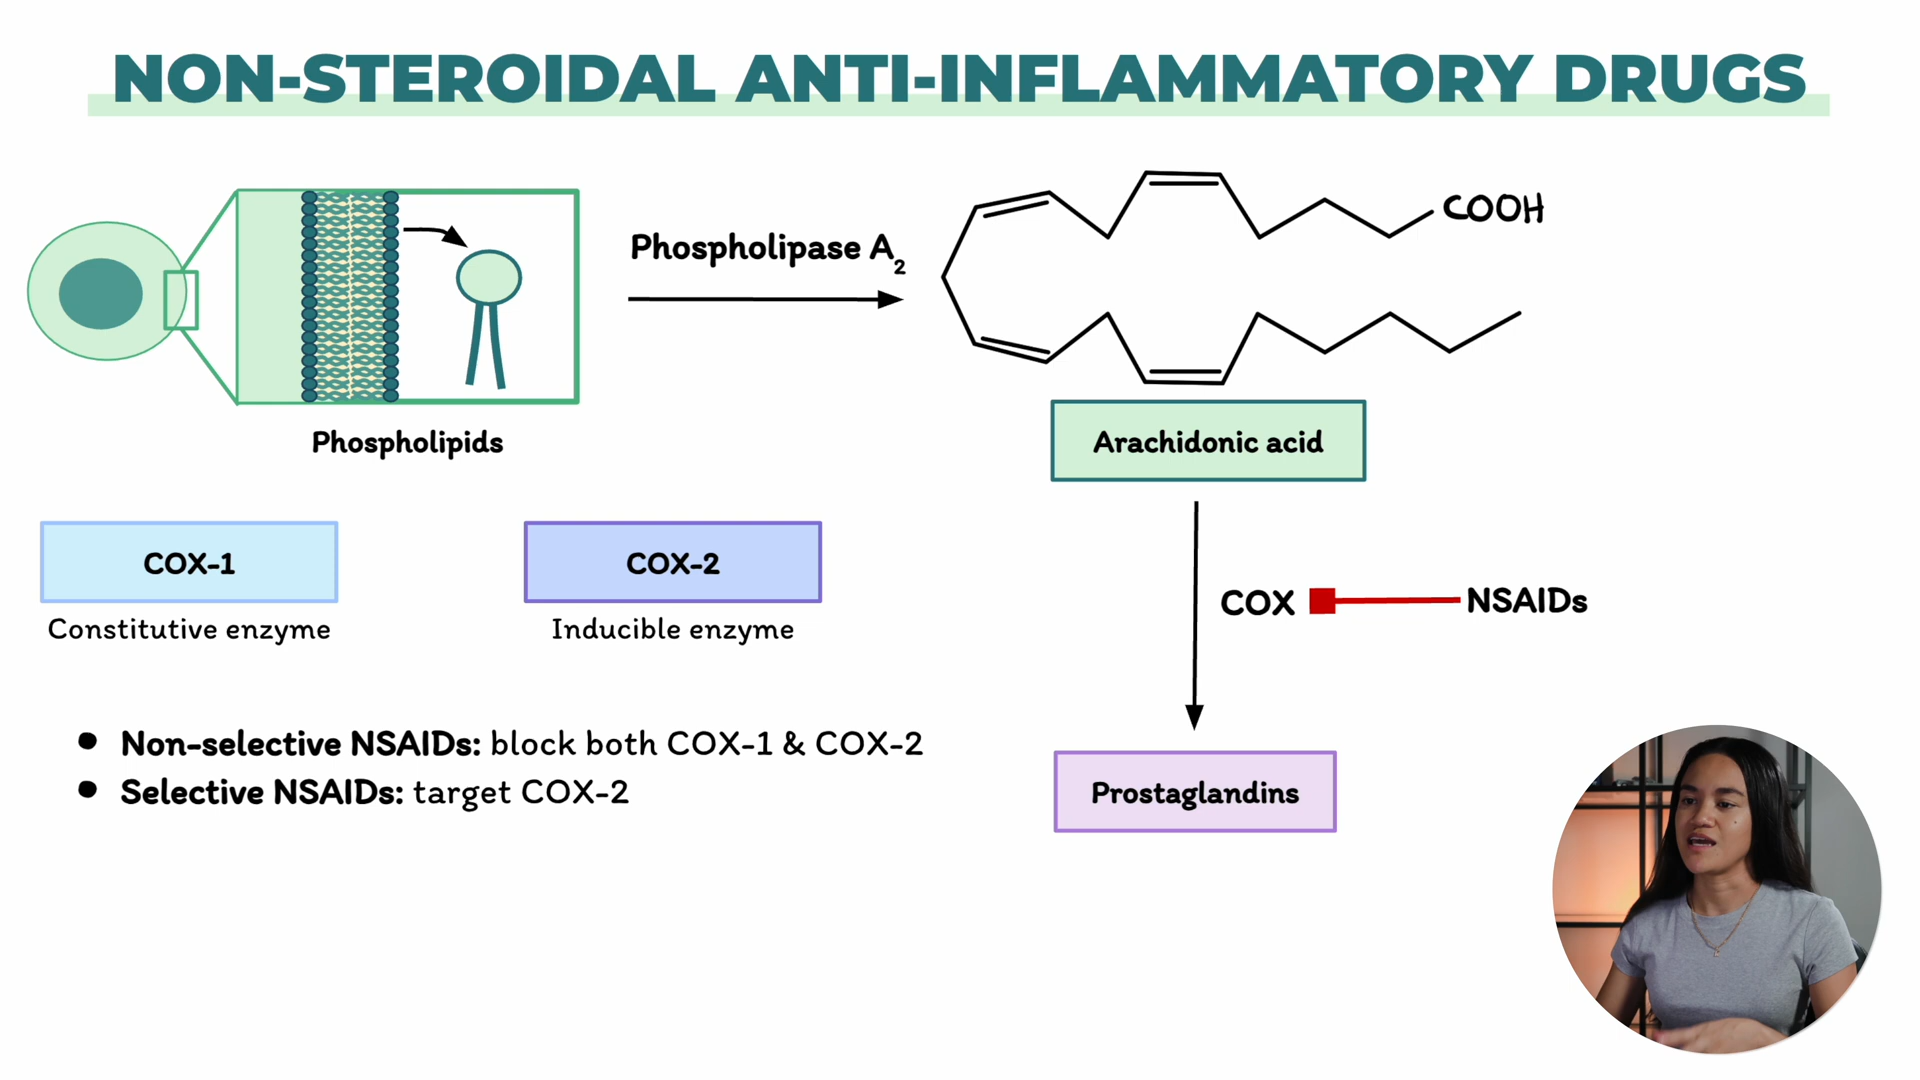 NON-STEROIDAL ANTI-INFLAMMATORY DRUGS
Phospholipase A2
COOH
Phospholipids
Arachidonic acid
COX-1
COX-2
Constitutive enzyme
Inducible enzyme
COX
NSAIDs
• Non-selective NSAIDs: block both COX-1 & COX-2
• Selective NSAIDs: target COX-2
Prostaglandins